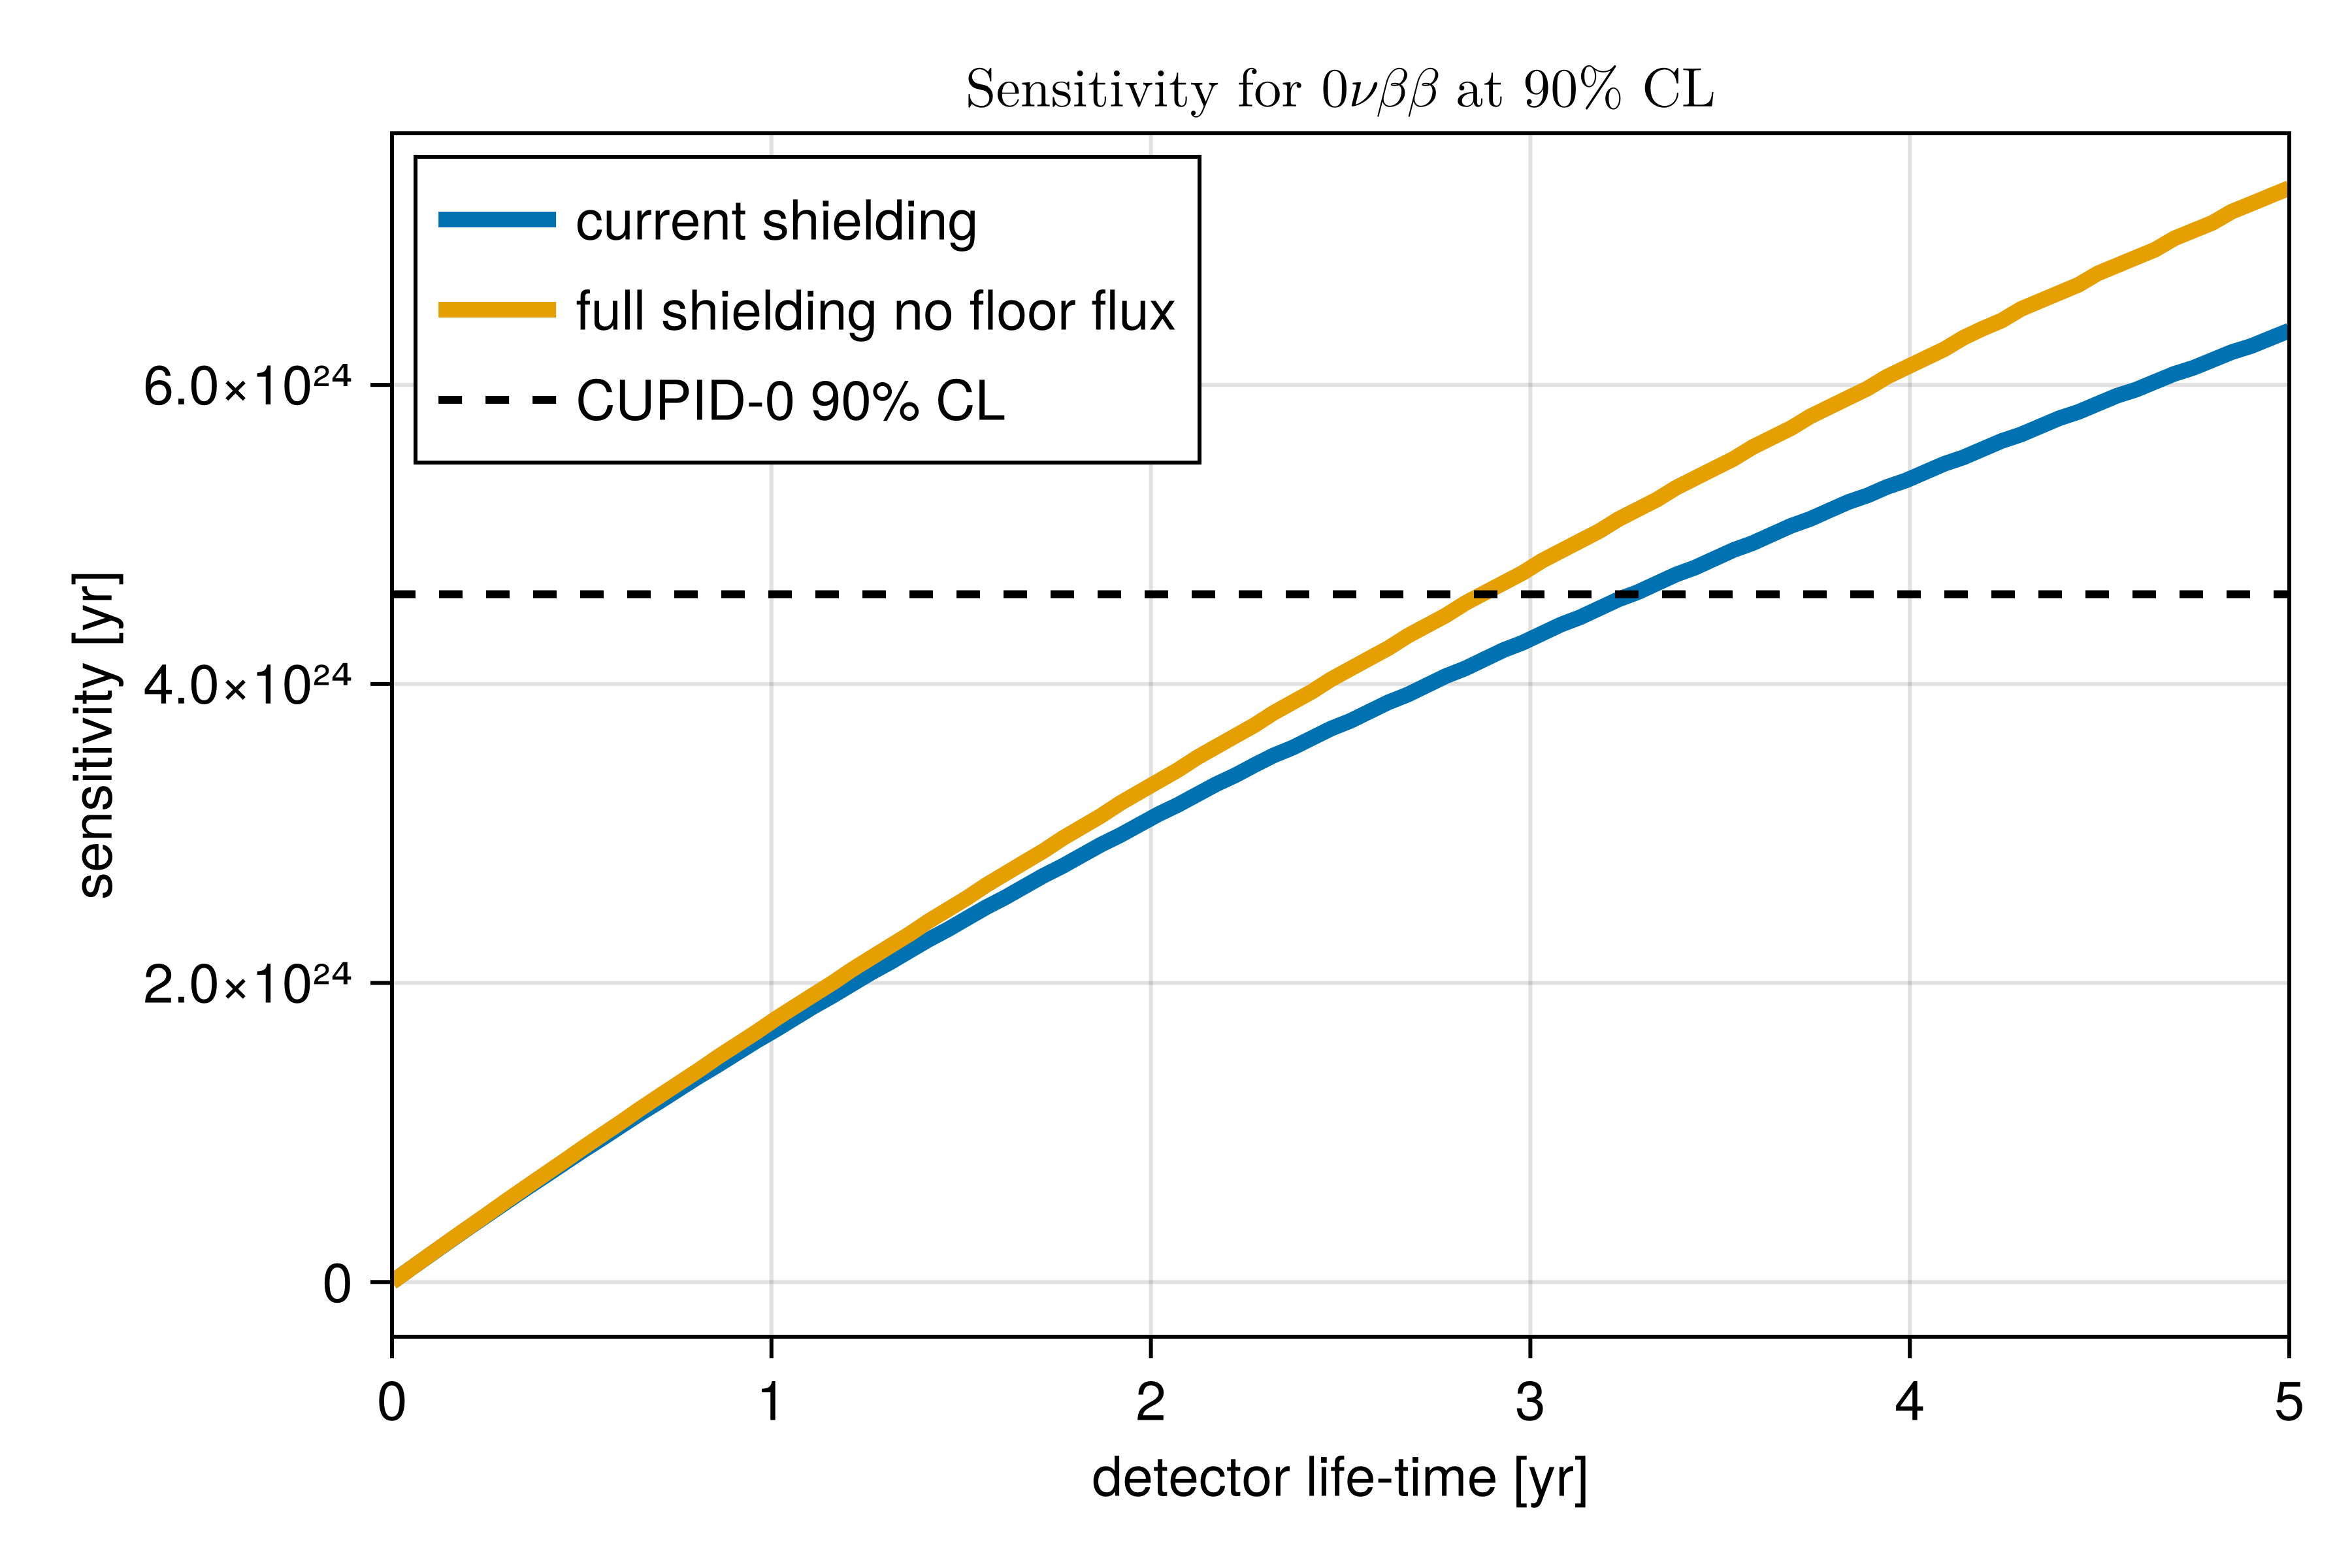 Sensitivity for 0νββ at 90% CL
current shielding
full shielding no floor flux
CUPID-0 90% CL
sensitivity [yr]
6.0×10²⁴
4.0×10²⁴
2.0×10²⁴
0
0 1 2 3 4 5
detector life-time [yr]